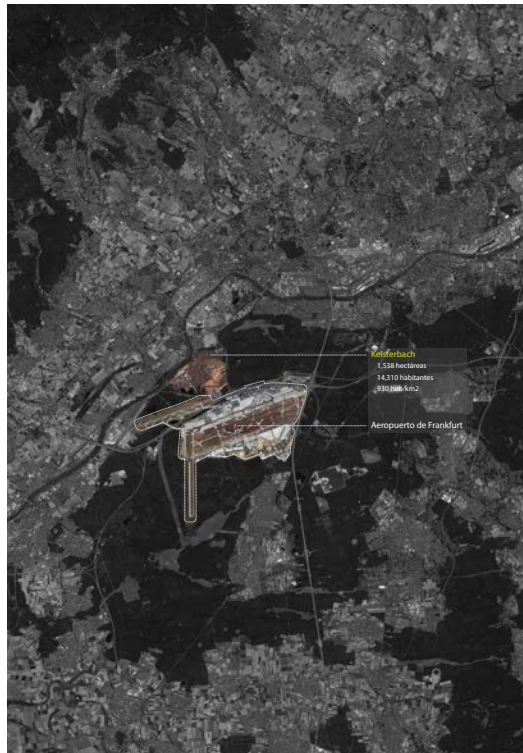 Kelsterbach
1,538 hectáreas
14,310 habitantes
930 hab/km2
Aeropuerto de Frankfurt